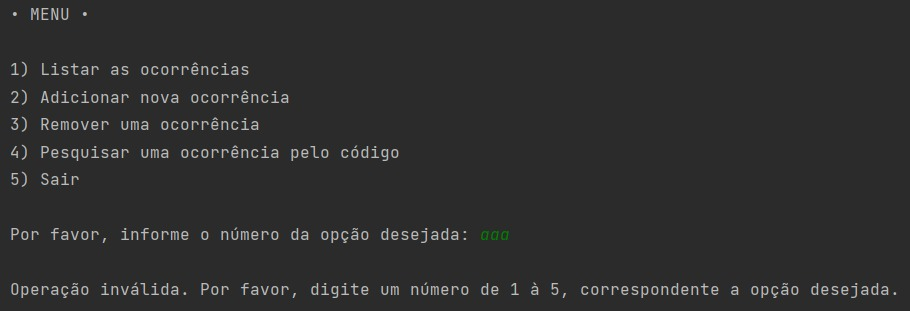 • MENU •
1) Listar as ocorrências
2) Adicionar nova ocorrência
3) Remover uma ocorrência
4) Pesquisar uma ocorrência pelo código
5) Sair
Por favor, informe o número da opção desejada: aaa
Operação inválida. Por favor, digite um número de 1 à 5, correspondente a opção desejada.